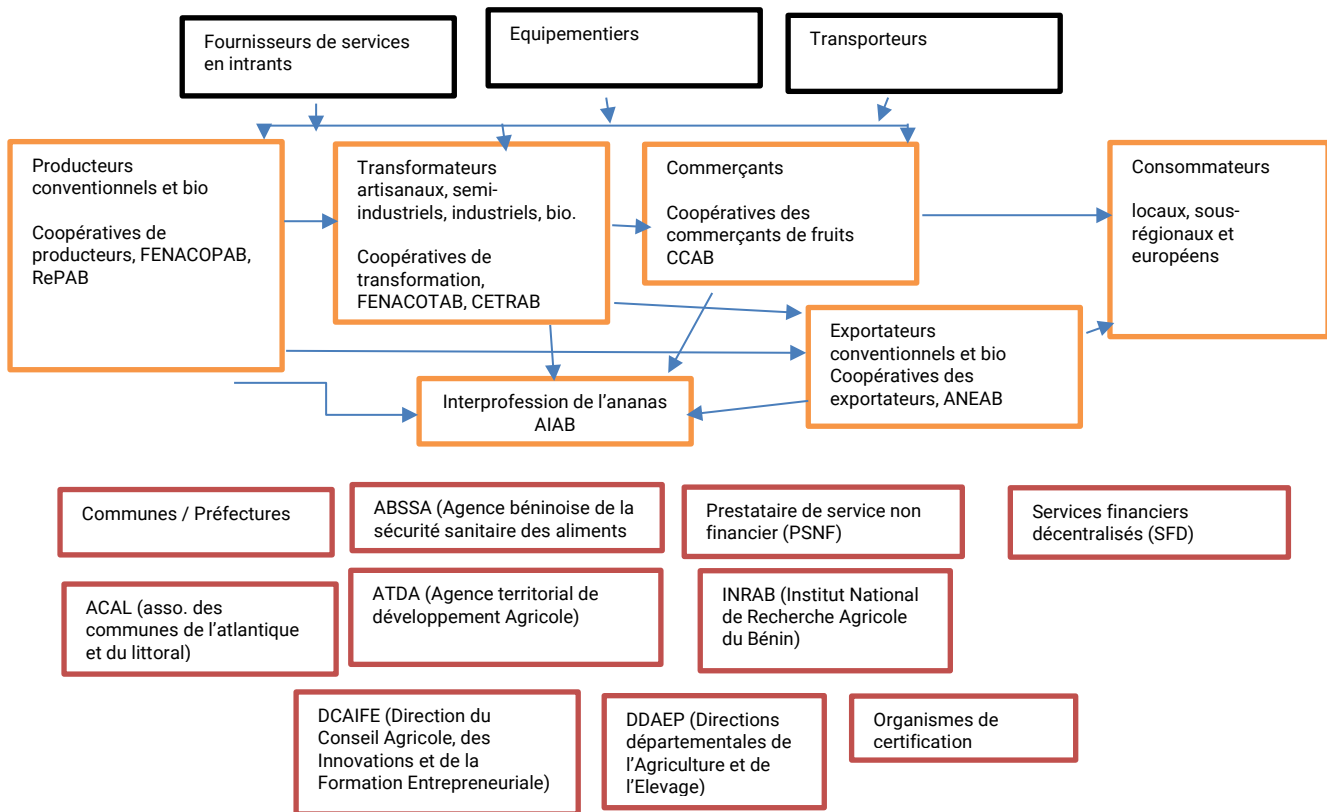 Fournisseurs de services
en intrants
Equipementiers
Transporteurs
Producteurs
conventionnels et bio
Coopératives de
producteurs, FENACOPAB,
RePAB
Transformateurs
artisanaux, semi-
industriels, industriels, bio.
Coopératives de
transformation,
FENACOTAB, CETRAB
Commerçants
Coopératives des
commerçants de fruits
CCAB
Consommateurs
locaux, sous-
régionaux et
européens
Exportateurs
conventionnels et bio
Coopératives des
exportateurs, ANEAB
Interprofession de l’ananas
AIAB
Communes / Préfectures
ABSSA (Agence béninoise de la
sécurité sanitaire des aliments
Prestataire de service non
financier (PSNF)
Services financiers
décentralisés (SFD)
ACAL (asso. des
communes de l’atlantique
et du littoral)
ATDA (Agence territorial de
développement Agricole)
INRAB (Institut National
de Recherche Agricole
du Bénin)
DCAIFE (Direction du
Conseil Agricole, des
Innovations et de la
Formation Entrepreneuriale)
DDAEP (Directions
départementales de
l’Agriculture et de
l’Elevage)
Organismes de
certification